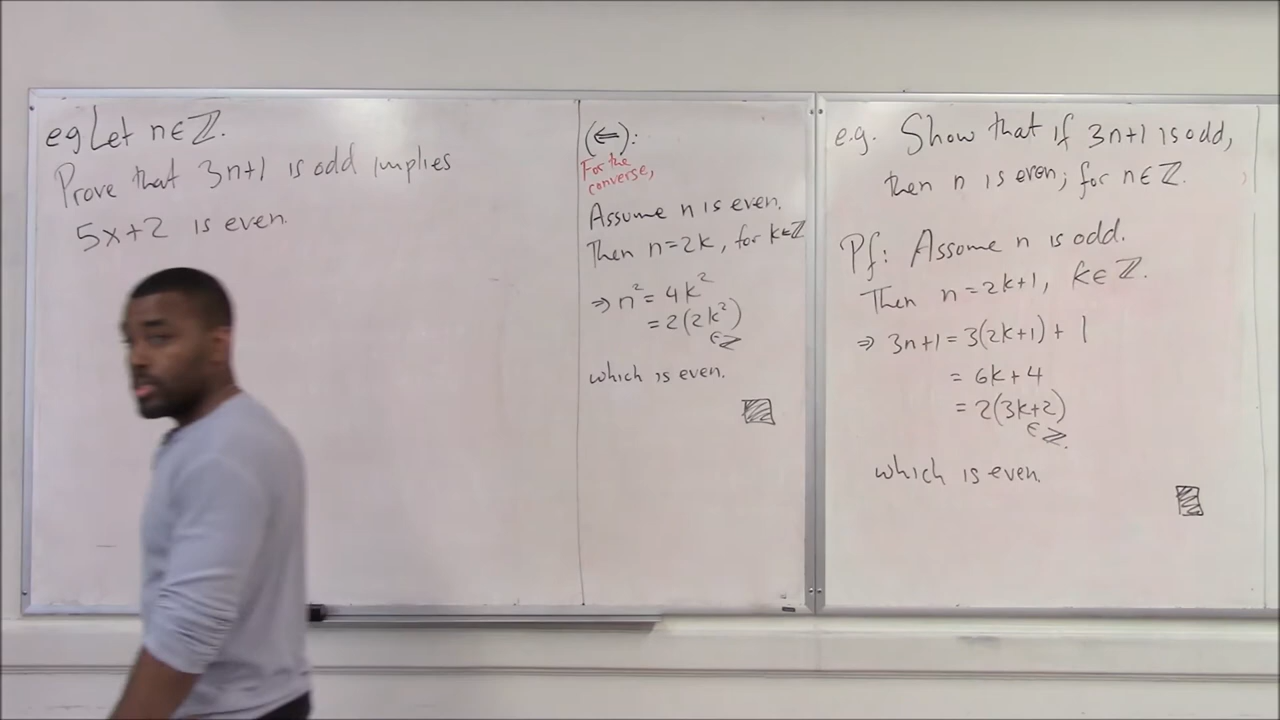 eg Let n∈ℤ.
Prove that 3n+1 is odd implies
5x+2 is even.
(⇐):
For the
converse,
Assume n is even.
Then n=2k, for k∈ℤ
⇒ n² = 4k²
= 2(2k²)
∈ℤ
which is even.
e.g. Show that if 3n+1 is odd,
then n is even; for n∈ℤ.
Pf: Assume n is odd.
Then n=2k+1, k∈ℤ.
⇒ 3n+1 = 3(2k+1) + 1
= 6k+4
= 2(3k+2)
∈ℤ.
which is even.